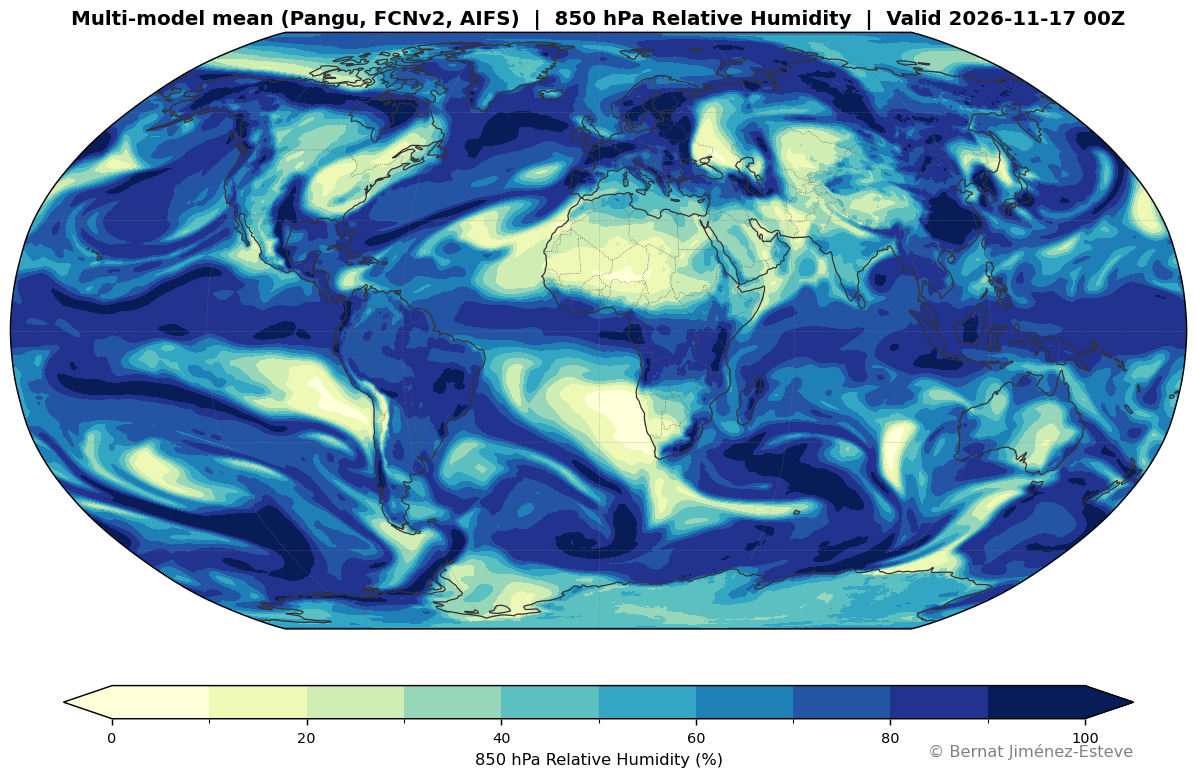 Multi-model mean (Pangu, FCNv2, AIFS)  |  850 hPa Relative Humidity  |  Valid 2026-11-17 00Z
0 20 40 60 80 100
850 hPa Relative Humidity (%)
© Bernat Jiménez-Esteve